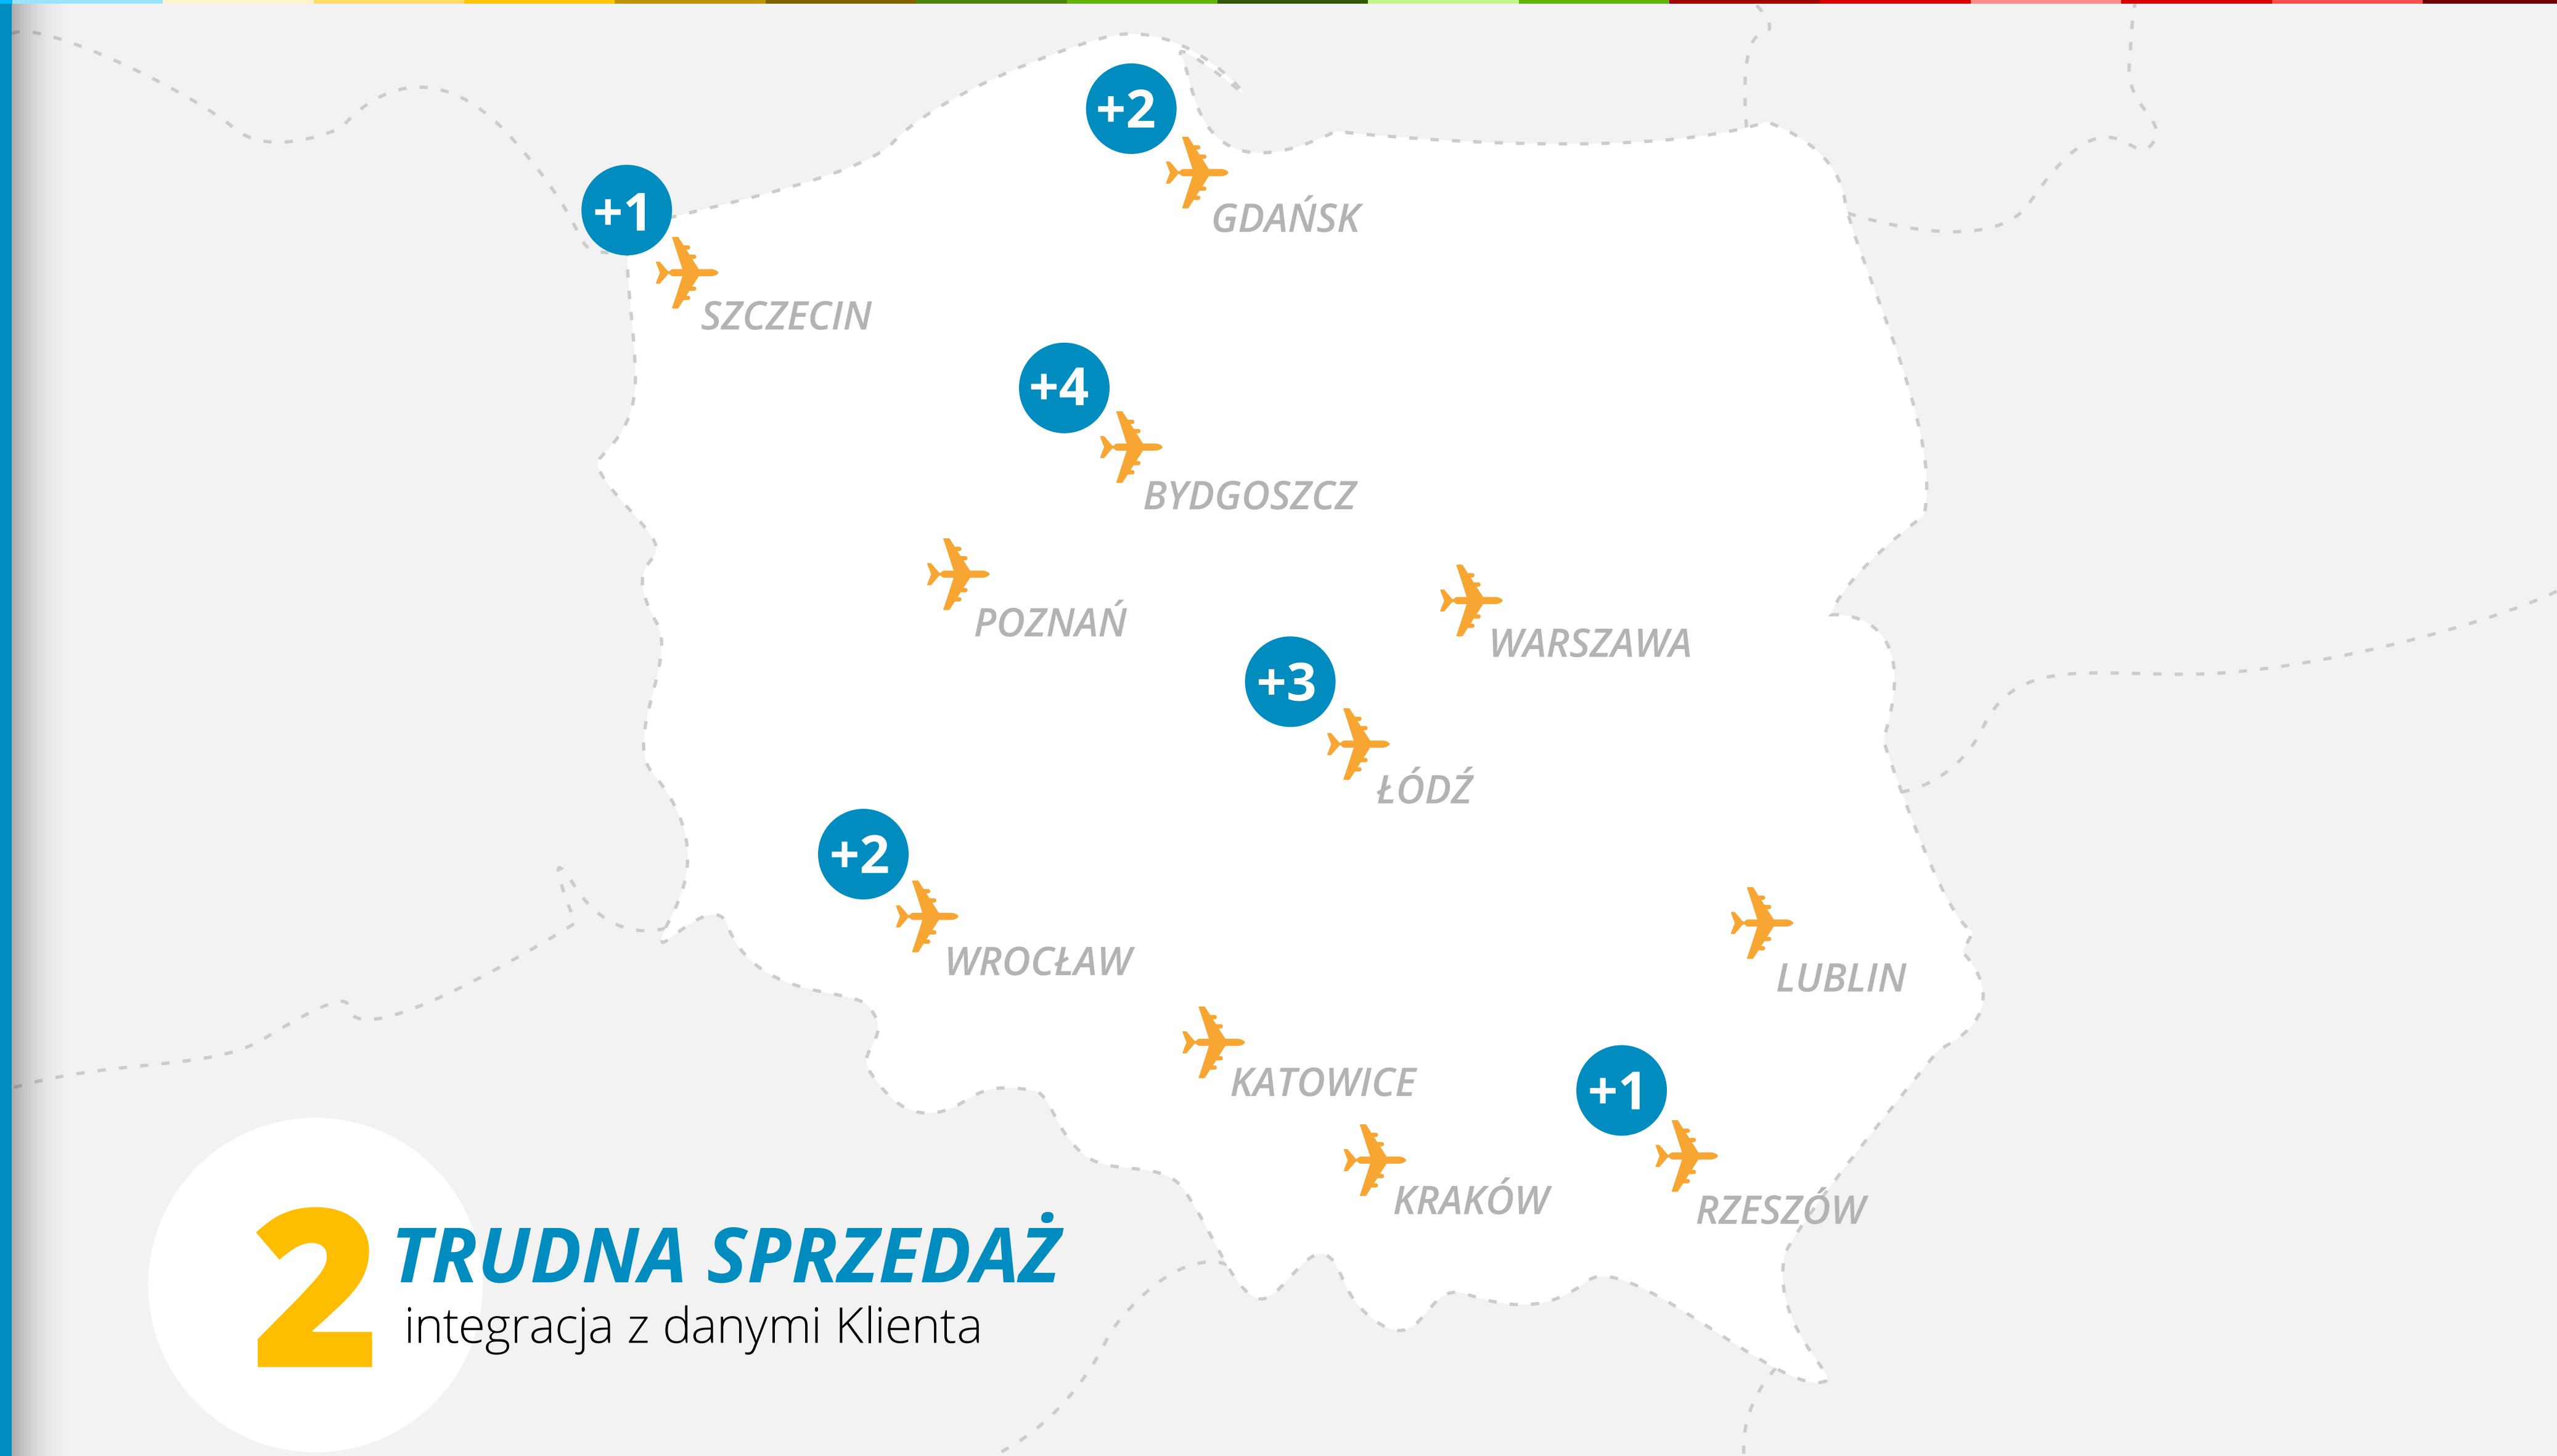 +2
GDAŃSK
+1
SZCZECIN
+4
BYDGOSZCZ
POZNAŃ
WARSZAWA
+3
ŁÓDŹ
+2
WROCŁAW
LUBLIN
KATOWICE
+1
KRAKÓW
RZESZÓW
2
TRUDNA SPRZEDAŻ
integracja z danymi Klienta